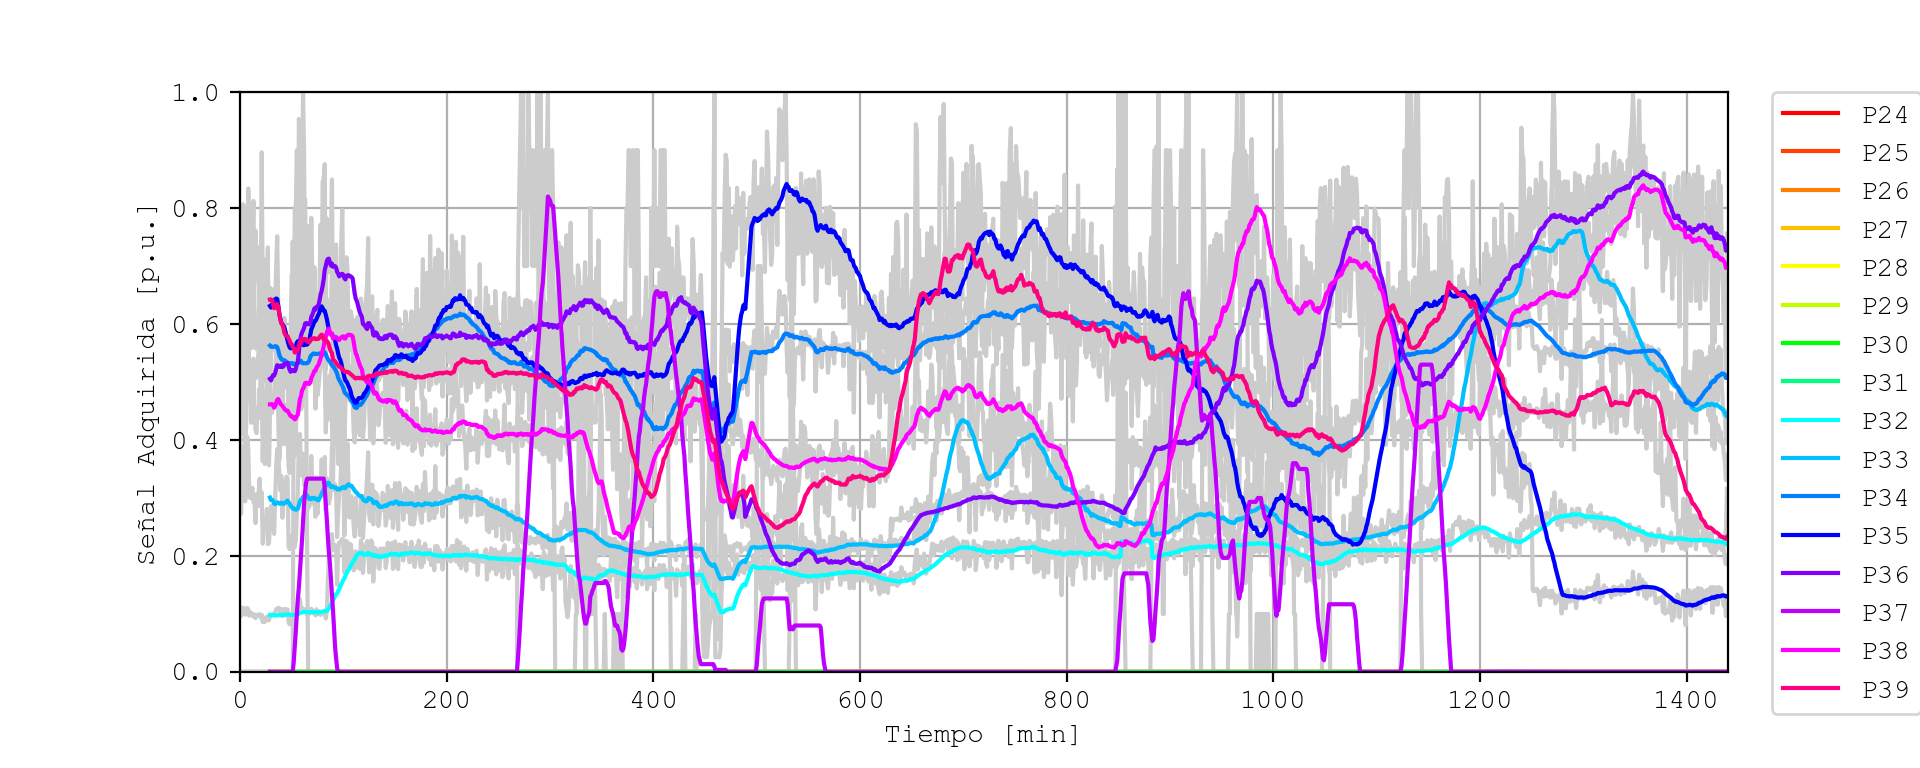 Señal Adquirida [p.u.]
1.0
0.8
0.6
0.4
0.2
0.0
0 200 400 600 800 1000 1200 1400
Tiempo [min]
P24
P25
P26
P27
P28
P29
P30
P31
P32
P33
P34
P35
P36
P37
P38
P39